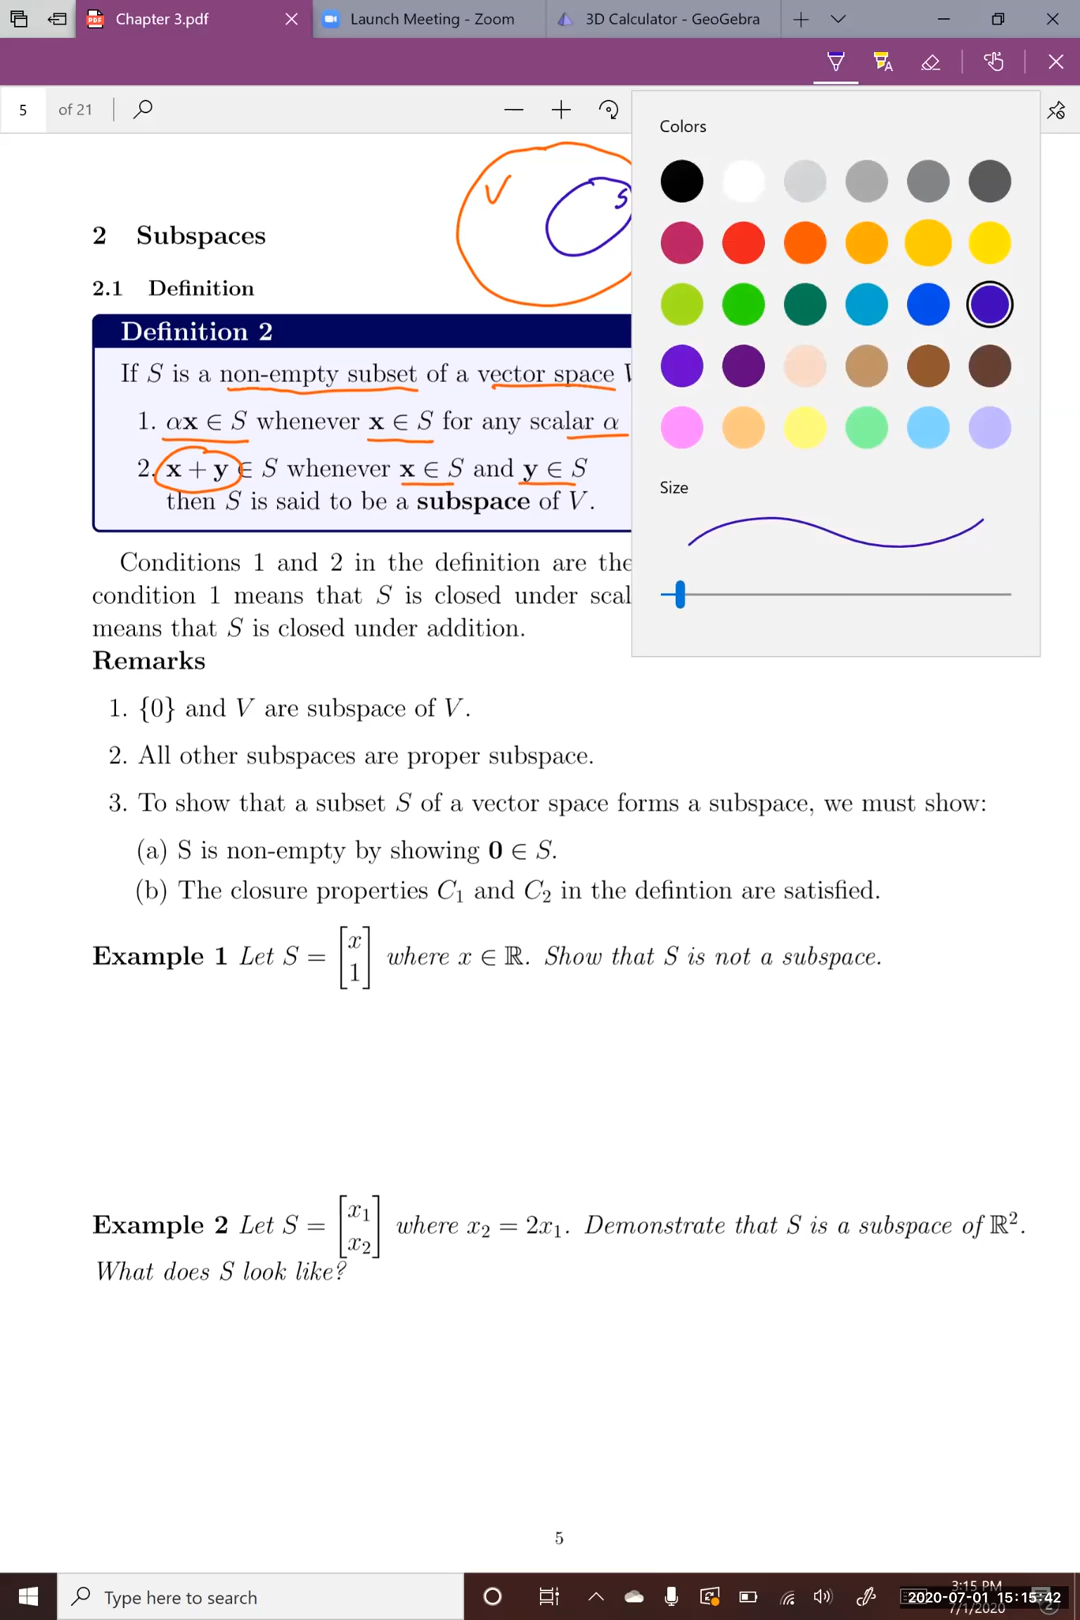 Chapter 3.pdf
Launch Meeting - Zoom
3D Calculator - GeoGebra
5 of 21
Colors
Size
V
S
2 Subspaces
2.1 Definition
Definition 2
If S is a non-empty subset of a vector space
1. αx ∈ S whenever x ∈ S for any scalar α
2. x + y ∈ S whenever x ∈ S and y ∈ S
then S is said to be a subspace of V.
Conditions 1 and 2 in the definition are the
condition 1 means that S is closed under scal
means that S is closed under addition.
Remarks
1. {0} and V are subspace of V.
2. All other subspaces are proper subspace.
3. To show that a subset S of a vector space forms a subspace, we must show:
(a) S is non-empty by showing 0 ∈ S.
(b) The closure properties C₁ and C₂ in the defintion are satisfied.
Example 1 Let S = [x 1] where x ∈ ℝ. Show that S is not a subspace.
Example 2 Let S = [x₁ x₂] where x₂ = 2x₁. Demonstrate that S is a subspace of ℝ².
What does S look like?
5
Type here to search
3:15 PM
7/1/2020
2020-07-01 15:15:42